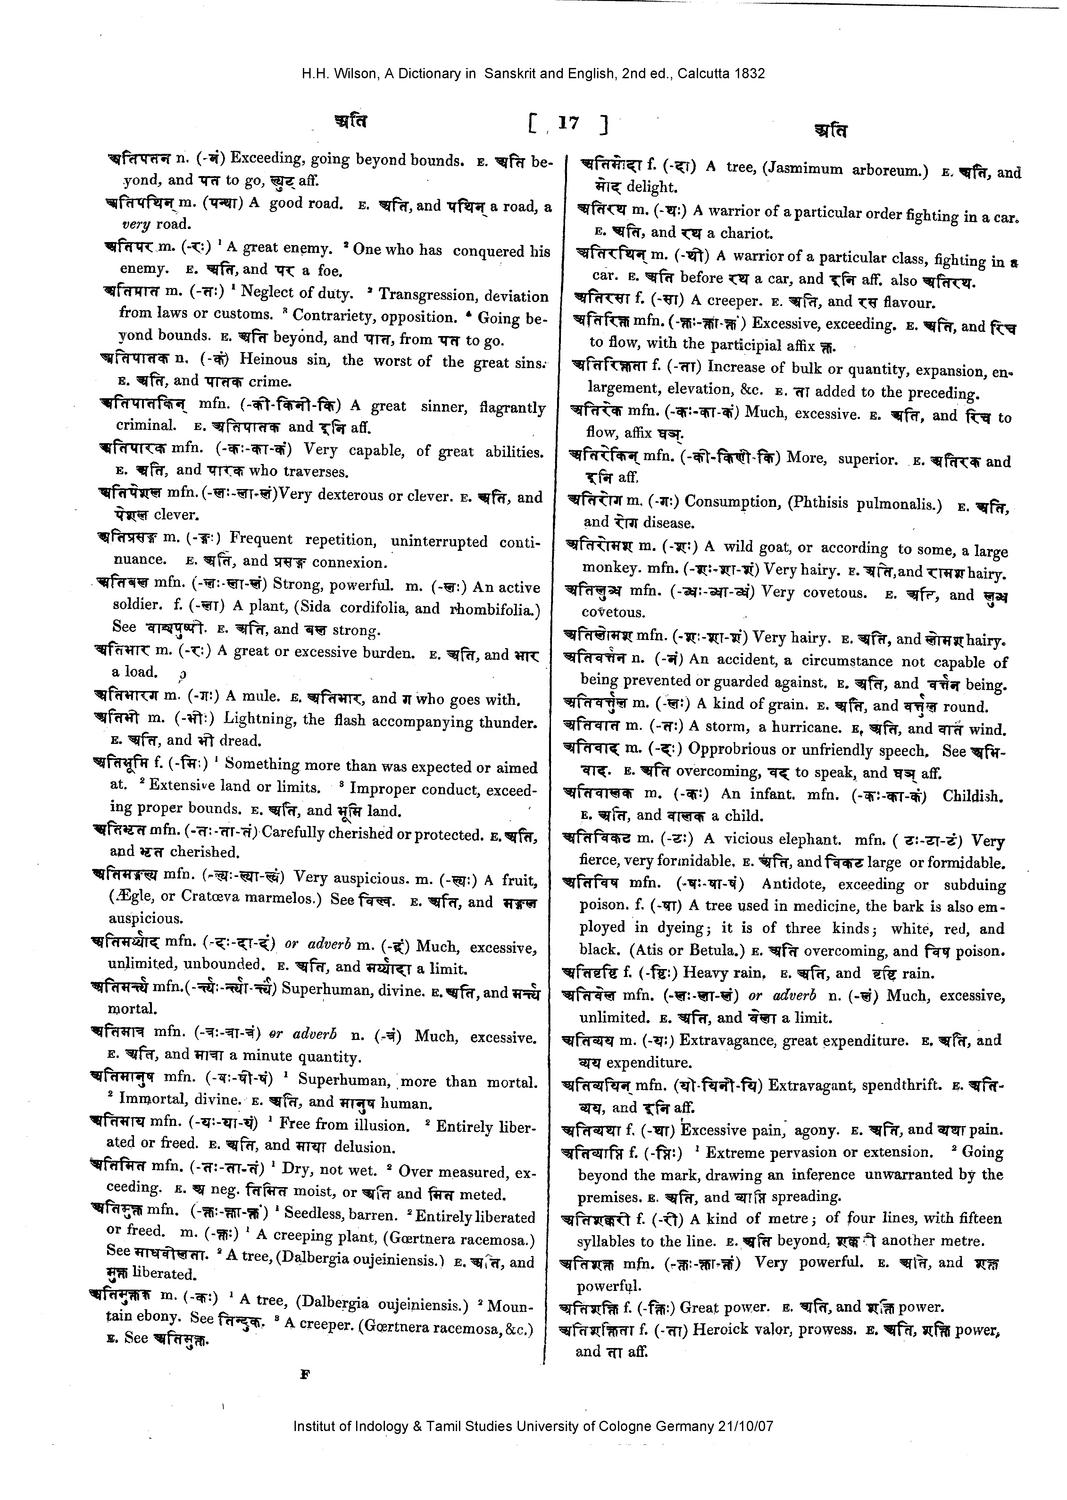 H.H. Wilson, A Dictionary in Sanskrit and English, 2nd ed., Calcutta 1832
अति [ 17 ] अति
अतिपतन n. (-नं) Exceeding, going beyond bounds. E. अति be-
yond, and पत to go, ल्युट् aff.
अतिपथिन् m. (पन्था) A good road. E. अति, and पथिन् a road, a
very road.
अतिपर m. (-रः) ¹ A great enemy. ² One who has conquered his
enemy. E. अति, and पर a foe.
अतिपात m. (-तः) ¹ Neglect of duty. ² Transgression, deviation
from laws or customs. ³ Contrariety, opposition. ⁴ Going be-
yond bounds. E. अति beyond, and पात, from पत to go.
अतिपातक n. (-कं) Heinous sin, the worst of the great sins.
E. अति, and पातक crime.
अतिपातकिन् mfn. (-की-किनी-कि) A great sinner, flagrantly
criminal. E. अतिपातक and इनि aff.
अतिपारक mfn. (-कः-का-कं) Very capable, of great abilities.
E. अति, and पारक who traverses.
अतिपेशल mfn. (-लः-ला-लं) Very dexterous or clever. E. अति, and
पेशल clever.
अतिप्रसङ्ग m. (-ङ्गः) Frequent repetition, uninterrupted conti-
nuance. E. अति, and प्रसङ्ग connexion.
अतिबल mfn. (-लः-ला-लं) Strong, powerful. m. (-लः) An active
soldier. f. (-ला) A plant, (Sida cordifolia, and rhombifolia.)
See वाट्यपुष्पी. E. अति, and बल strong.
अतिभार m. (-रः) A great or excessive burden. E. अति, and भार
a load.
अतिभारग m. (-गः) A mule. E. अतिभार, and ग who goes with.
अतिभी m. (-भीः) Lightning, the flash accompanying thunder.
E. अति, and भी dread.
अतिभूमि f. (-मिः) ¹ Something more than was expected or aimed
at. ² Extensive land or limits. ³ Improper conduct, exceed-
ing proper bounds. E. अति, and भूमि land.
अतिभृत mfn. (-तः-ता-तं) Carefully cherished or protected. E. अति,
and भृत cherished.
अतिमङ्गल्य mfn. (-ल्यः-ल्या-ल्यं) Very auspicious. m. (-ल्यः) A fruit,
(Ægle, or Cratœva marmelos.) See विल्व. E. अति, and मङ्गल
auspicious.
अतिमर्य्याद mfn. (-दः-दा-दं) or adverb m. (-दं) Much, excessive,
unlimited, unbounded. E. अति, and मर्य्यादा a limit.
अतिमर्त्त्य mfn. (-र्त्त्यः-र्त्त्या-र्त्त्यं) Superhuman, divine. E. अति, and मर्त्त्य
mortal.
अतिमात्र mfn. (-त्रः-त्रा-त्रं) or adverb n. (-त्रं) Much, excessive.
E. अति, and मात्रा a minute quantity.
अतिमानुष mfn. (-षः-षी-षं) ¹ Superhuman, more than mortal.
² Immortal, divine. E. अति, and मानुष human.
अतिमाय mfn. (-यः-या-यं) ¹ Free from illusion. ² Entirely liber-
ated or freed. E. अति, and माया delusion.
अतिमित mfn. (-तः-ता-तं) ¹ Dry, not wet. ² Over measured, ex-
ceeding. E. अ neg. तिमित moist, or अति and मित meted.
अतिमुक्त mfn. (-क्तः-क्ता-क्तं) ¹ Seedless, barren. ² Entirely liberated
or freed. m. (-क्तः) ¹ A creeping plant, (Gœrtnera racemosa.)
See माधवीलता. ² A tree, (Dalbergia oujeiniensis.) E. अति, and
मुक्त liberated.
अतिमुक्तक m. (-कः) ¹ A tree, (Dalbergia oujeiniensis.) ² Moun-
tain ebony. See तिन्दुक. ³ A creeper. (Gœrtnera racemosa, &c.)
E. See अतिमुक्त.
F
अतिमोदा f. (-दा) A tree, (Jasmimum arboreum.) E. अति, and
मोद delight.
अतिरथ m. (-थः) A warrior of a particular order fighting in a car.
E. अति, and रथ a chariot.
अतिरथिन् m. (-थी) A warrior of a particular class, fighting in a
car. E. अति before रथ a car, and इनि aff. also अतिरथ.
अतिरसा f. (-सा) A creeper. E. अति, and रस flavour.
अतिरिक्त mfn. (-क्तः-क्ता-क्तं) Excessive, exceeding. E. अति, and रिच
to flow, with the participial affix क्त.
अतिरिक्तता f. (-ता) Increase of bulk or quantity, expansion, en-
largement, elevation, &c. E. ता added to the preceding.
अतिरेक mfn. (-कः-का-कं) Much, excessive. E. अति, and रिच to
flow, affix घञ्.
अतिरेकिन् mfn. (-की-किणी-कि) More, superior. E. अतिरेक and
इनि aff.
अतिरोग m. (-गः) Consumption, (Phthisis pulmonalis.) E. अति,
and रोग disease.
अतिरोमश m. (-शः) A wild goat, or according to some, a large
monkey. mfn. (-शः-शा-शं) Very hairy. E. अति, and रोमश hairy.
अतिलुब्ध mfn. (-ब्धः-ब्धा-ब्धं) Very covetous. E. अति, and लुब्ध
covetous.
अतिलोमश mfn. (-शः-शा-शं) Very hairy. E. अति, and लोमश hairy.
अतिवर्त्तन n. (-नं) An accident, a circumstance not capable of
being prevented or guarded against. E. अति, and वर्त्तन being.
अतिवर्त्तुल m. (-लः) A kind of grain. E. अति, and वर्त्तुल round.
अतिवात m. (-तः) A storm, a hurricane. E. अति, and वात wind.
अतिवाद m. (-दः) Opprobrious or unfriendly speech. See अभि-
वाद. E. अति overcoming, वद to speak, and घञ् aff.
अतिवालक m. (-कः) An infant. mfn. (-कः-का-कं) Childish.
E. अति, and वालक a child.
अतिविकट m. (-टः) A vicious elephant. mfn. (टः-टा-टं) Very
fierce, very formidable. E. अति, and विकट large or formidable.
अतिविष mfn. (-षः-षा-षं) Antidote, exceeding or subduing
poison. f. (-षा) A tree used in medicine, the bark is also em-
ployed in dyeing; it is of three kinds; white, red, and
black. (Atis or Betula.) E. अति overcoming, and विष poison.
अतिवृष्टि f. (-ष्टिः) Heavy rain. E. अति, and वृष्टि rain.
अतिवेल mfn. (-लः-ला-लं) or adverb n. (-लं) Much, excessive,
unlimited. E. अति, and वेला a limit.
अतिव्यय m. (-यः) Extravagance, great expenditure. E. अति, and
व्यय expenditure.
अतिव्ययिन् mfn. (यी-यिनी-यि) Extravagant, spendthrift. E. अति-
व्यय, and इनि aff.
अतिव्यथा f. (-था) Excessive pain, agony. E. अति, and व्यथा pain.
अतिव्याप्ति f. (-प्तिः) ¹ Extreme pervasion or extension. ² Going
beyond the mark, drawing an inference unwarranted by the
premises. E. अति, and व्याप्ति spreading.
अतिशक्करी f. (-री) A kind of metre; of four lines, with fifteen
syllables to the line. E. अति beyond, शक्करी another metre.
अतिशक्त mfn. (-क्तः-क्ता-क्तं) Very powerful. E. अति, and शक्त
powerful.
अतिशक्ति f. (-क्तिः) Great power. E. अति, and शक्ति power.
अतिशक्तिता f. (-ता) Heroick valor, prowess. E. अति, शक्ति power,
and ता aff.
Institut of Indology & Tamil Studies University of Cologne Germany 21/10/07